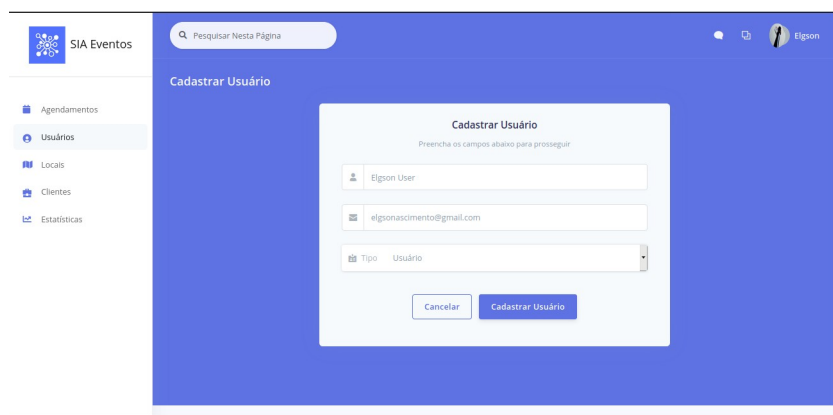 SIA Eventos
Pesquisar Nesta Página
Elgson
Cadastrar Usuário
Agendamentos
Usuários
Locais
Clientes
Estatísticas
Cadastrar Usuário
Preencha os campos abaixo para prosseguir
Elgson User
elgsonascimento@gmail.com
Tipo Usuário
Cancelar Cadastrar Usuário